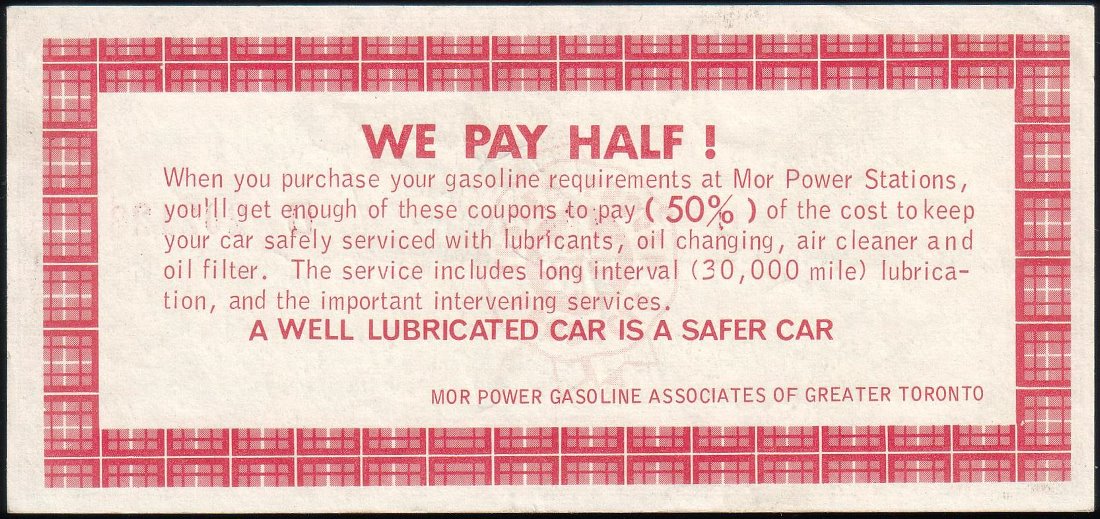 WE PAY HALF !
When you purchase your gasoline requirements at Mor Power Stations,
you'll get enough of these coupons to pay ( 50% ) of the cost to keep
your car safely serviced with lubricants, oil changing, air cleaner and
oil filter. The service includes long interval (30,000 mile) lubrica-
tion, and the important intervening services.
A WELL LUBRICATED CAR IS A SAFER CAR
MOR POWER GASOLINE ASSOCIATES OF GREATER TORONTO